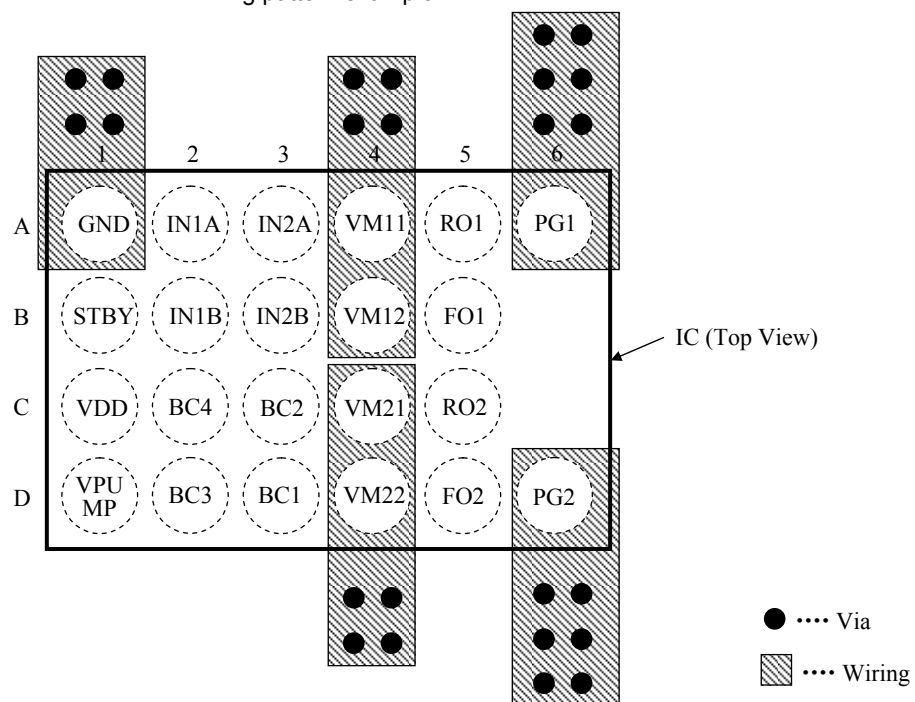 1 2 3 4 5 6
A GND IN1A IN2A VM11 RO1 PG1
B STBY IN1B IN2B VM12 FO1
IC (Top View)
C VDD BC4 BC2 VM21 RO2
D VPU MP BC3 BC1 VM22 FO2 PG2
•••• Via
•••• Wiring